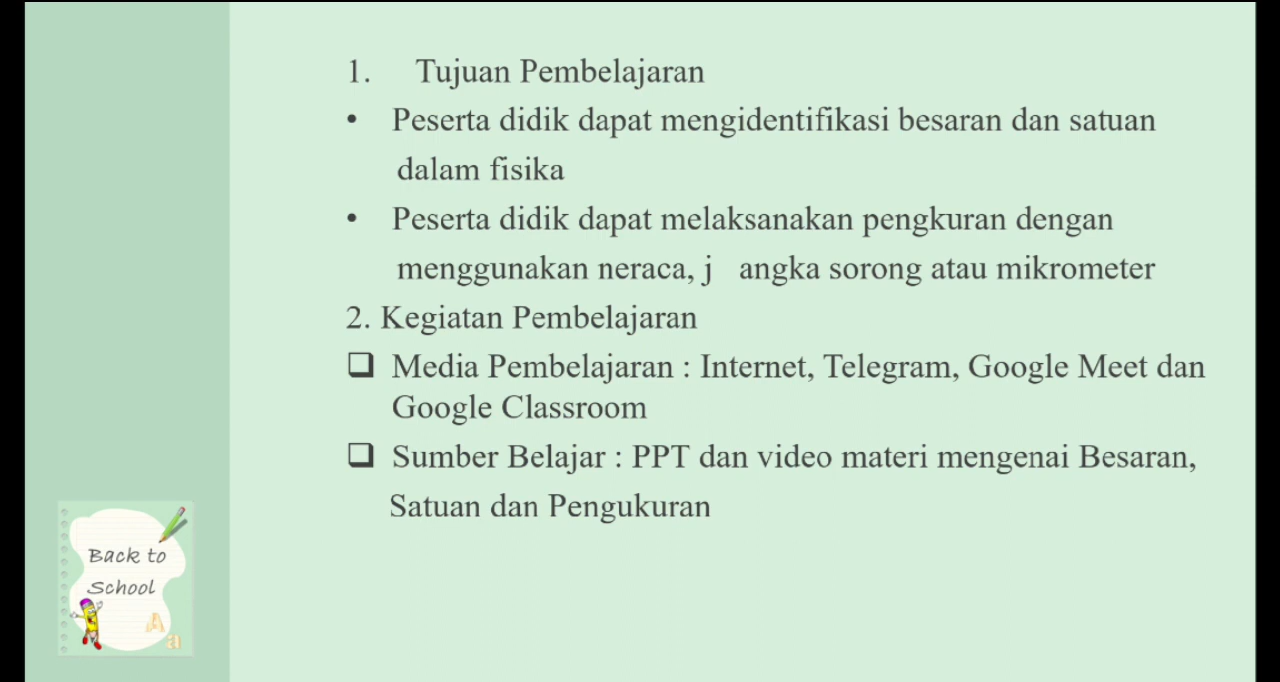 1. Tujuan Pembelajaran
• Peserta didik dapat mengidentifikasi besaran dan satuan
dalam fisika
• Peserta didik dapat melaksanakan pengkuran dengan
menggunakan neraca, j angka sorong atau mikrometer
2. Kegiatan Pembelajaran
❑ Media Pembelajaran : Internet, Telegram, Google Meet dan
Google Classroom
❑ Sumber Belajar : PPT dan video materi mengenai Besaran,
Satuan dan Pengukuran
Back to
School
A
a